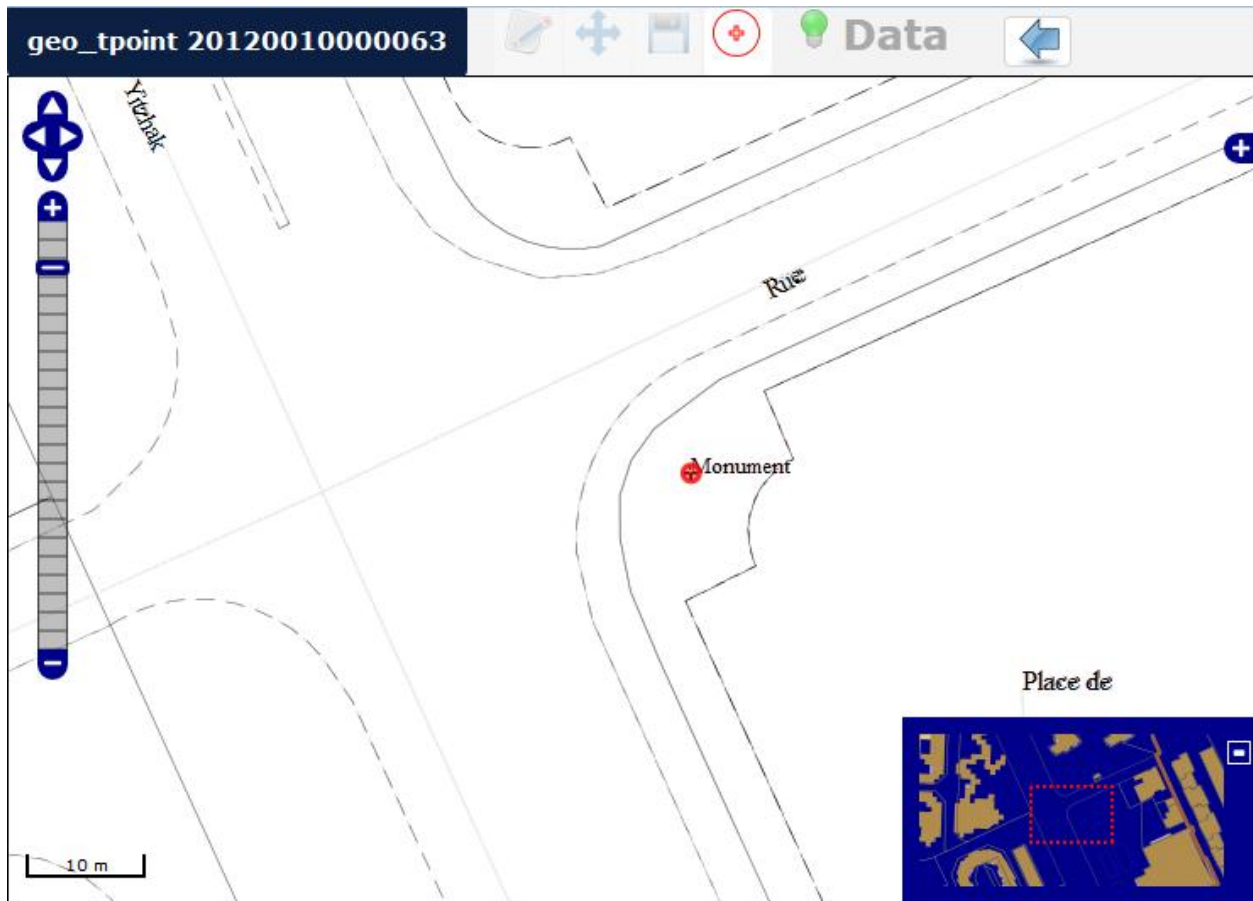 geo_tpoint 20120010000063
Data
Yitzhak
Rue
Monument
Place de
10 m